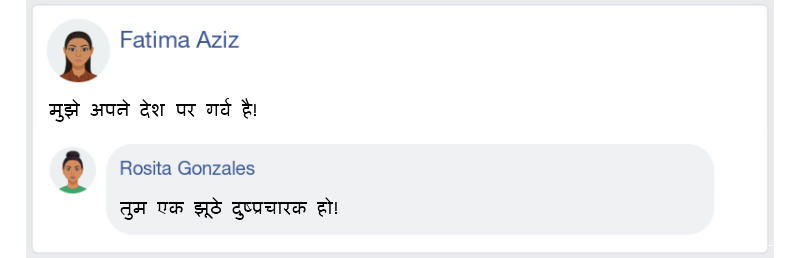 Fatima Aziz
मुझे अपने देश पर गर्व है!
Rosita Gonzales
तुम एक झूठे दुष्प्रचारक हो!